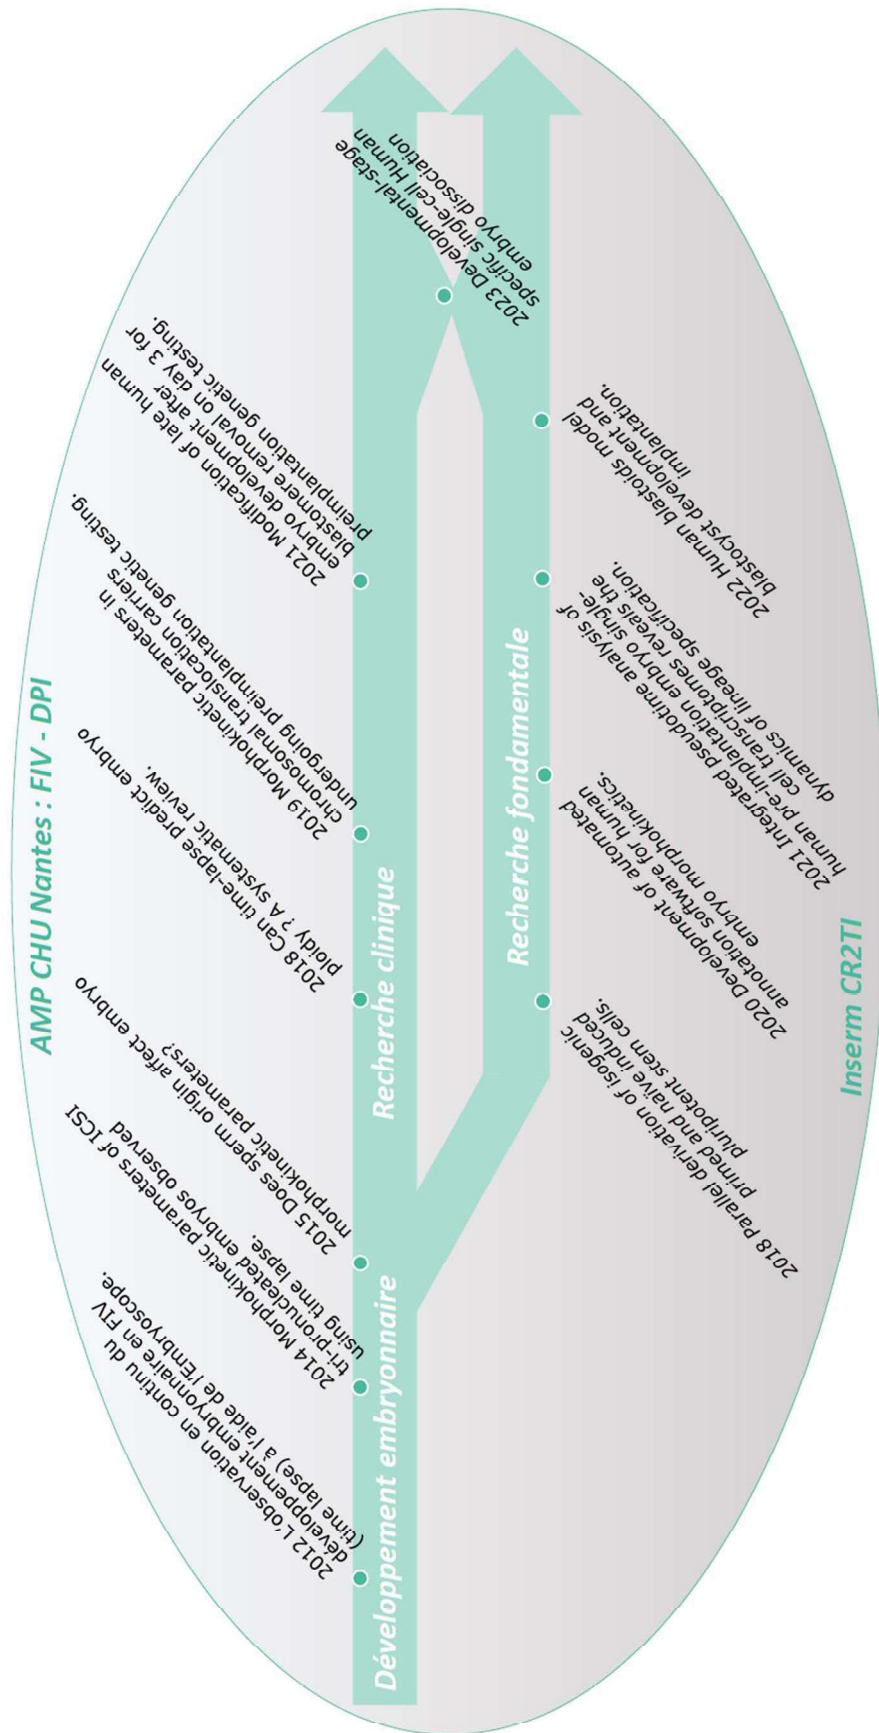 AMP CHU Nantes : FIV - DPI
2012 L'observation en continu du
développement embryonnaire en FIV
(time lapse) à l'aide de l'Embryoscope.
2014 Morphokinetic parameters of ICSI
tri-pronucleated embryos observed
using time lapse.
2015 Does sperm origin affect embryo
morphokinetic parameters?
2018 Can time-lapse predict embryo
ploidy ? A systematic review.
2019 Morphokinetic parameters in
chromosomal translocation carriers
undergoing preimplantation genetic testing.
2021 Modification of late human
embryo development after
blastomere removal on day 3 for
preimplantation genetic testing.
2023 Developmental-stage
specific single-cell Human
embryo dissociation
Développement embryonnaire
Recherche clinique
Recherche fondamentale
2018 Parallel derivation of isogenic
primed and naive induced
pluripotent stem cells.
2020 Development of automated
annotation software for human
embryo morphokinetics.
2021 Integrated pseudotime analysis of
human pre-implantation embryo single-
cell transcriptomes reveals the
dynamics of lineage specification.
2022 Human blastoids model
blastocyst development and
implantation.
Inserm CR2TI